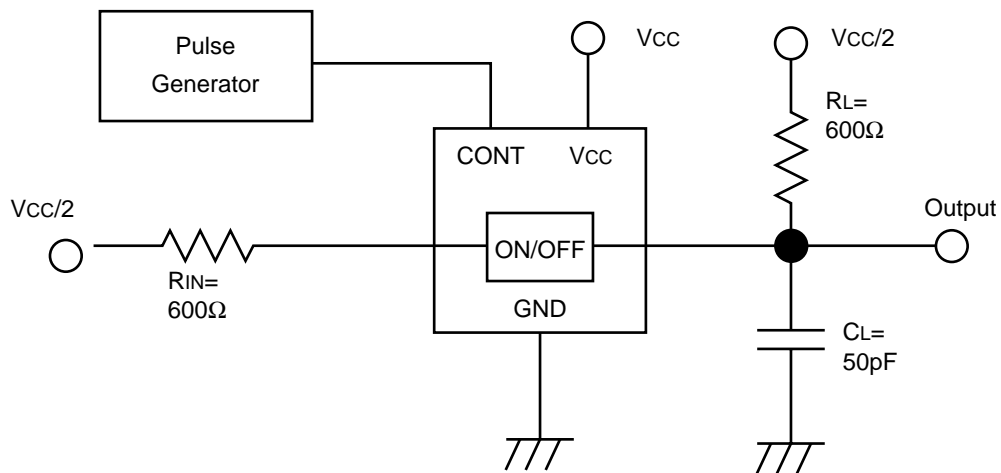 Pulse
Generator
VCC
VCC/2
RL=
600Ω
CONT
VCC
VCC/2
Output
ON/OFF
RIN=
600Ω
GND
CL=
50pF